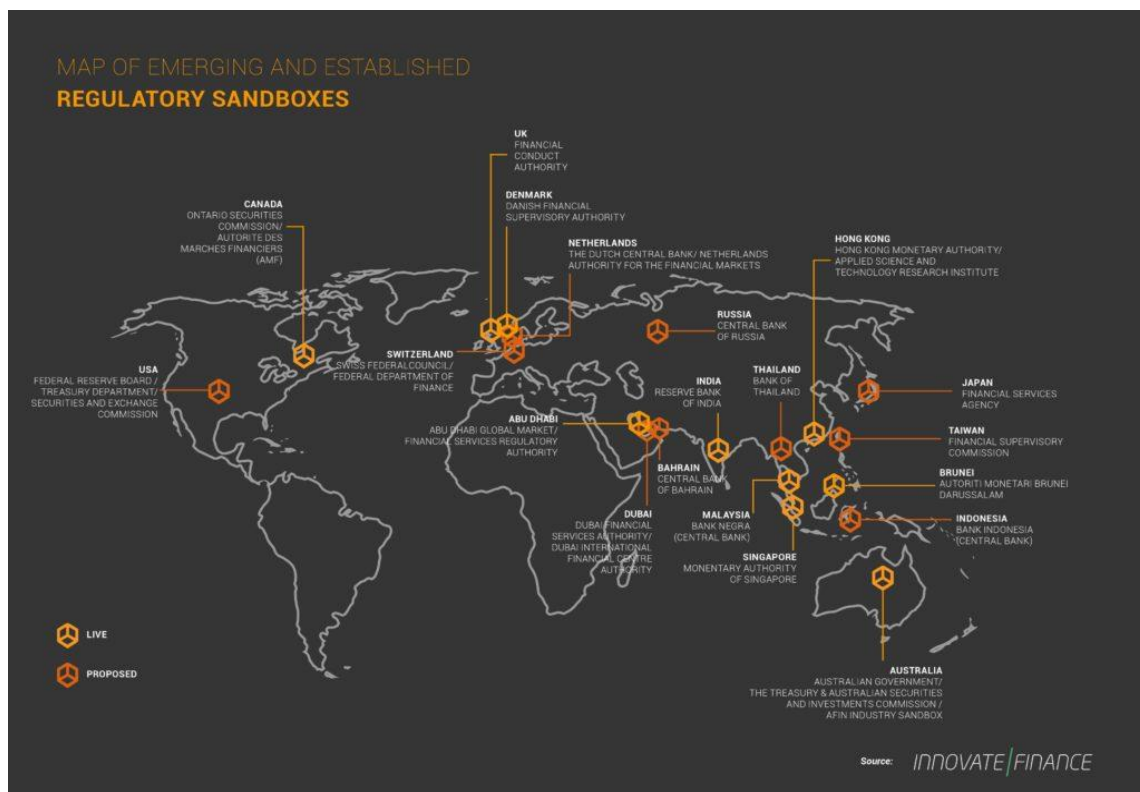 MAP OF EMERGING AND ESTABLISHED
REGULATORY SANDBOXES
UK
FINANCIAL
CONDUCT
AUTHORITY
DENMARK
DANISH FINANCIAL
SUPERVISORY AUTHORITY
CANADA
ONTARIO SECURITIES
COMMISSION/
AUTORITE DES
MARCHES FINANCIERS
(AMF)
NETHERLANDS
THE DUTCH CENTRAL BANK/ NETHERLANDS
AUTHORITY FOR THE FINANCIAL MARKETS
HONG KONG
HONG KONG MONETARY AUTHORITY/
APPLIED SCIENCE AND
TECHNOLOGY RESEARCH INSTITUTE
RUSSIA
CENTRAL BANK
OF RUSSIA
SWITZERLAND
SWISS FEDERALCOUNCIL/
FEDERAL DEPARTMENT OF
FINANCE
USA
FEDERAL RESERVE BOARD /
TREASURY DEPARTMENT/
SECURITIES AND EXCHANGE
COMMISSION
INDIA
RESERVE BANK
OF INDIA
THAILAND
BANK OF
THAILAND
JAPAN
FINANCIAL SERVICES
AGENCY
ABU DHABI
ABU DHABI GLOBAL MARKET/
FINANCIAL SERVICES REGULATORY
AUTHORITY
TAIWAN
FINANCIAL SUPERVISORY
COMMISSION
BAHRAIN
CENTRAL BANK
OF BAHRAIN
BRUNEI
AUTORITI MONETARI BRUNEI
DARUSSALAM
DUBAI
DUBAI FINANCIAL
SERVICES AUTHORITY/
DUBAI INTERNATIONAL
FINANCIAL CENTRE
AUTHORITY
MALAYSIA
BANK NEGRA
(CENTRAL BANK)
INDONESIA
BANK INDONESIA
(CENTRAL BANK)
SINGAPORE
MONENTARY AUTHORITY
OF SINGAPORE
LIVE
PROPOSED
AUSTRALIA
AUSTRALIAN GOVERNMENT/
THE TREASURY & AUSTRALIAN SECURITIES
AND INVESTMENTS COMMISSION /
AFIN INDUSTRY SANDBOX
Source: INNOVATE/FINANCE